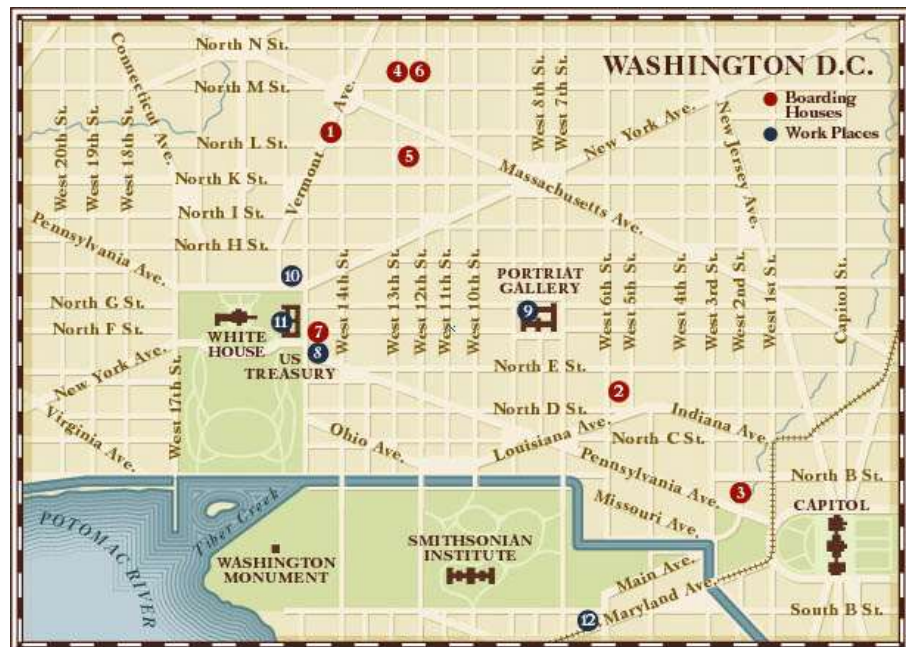 WASHINGTON D.C.
Boarding
Houses
Work Places
North N St.
Connecticut Ave.
North M St.
4
6
Vermont
Ave.
1
West 20th St.
West 19th St.
West 18th St.
North L St.
5
West 8th St.
West 7th St.
New York Ave.
New Jersey Ave.
North K St.
Massachusetts Ave.
North I St.
Pennsylvania Ave.
North H St.
10
West 14th St.
West 13th St.
West 12th St.
West 11th St.
West 10th St.
PORTRIAT
GALLERY
9
West 6th St.
West 5th St.
West 4th St.
West 3rd St.
West 2nd St.
West 1st St.
Capitol St.
North G St.
North F St.
WHITE
HOUSE
11
7
8
US
TREASURY
New York Ave.
West 17th St.
North E St.
2
North D St.
Virginia Ave.
Ohio Ave.
Louisiana Ave.
Indiana Ave.
North C St.
Pennsylvania Ave.
North B St.
3
Missouri Ave.
CAPITOL
POTOMAC RIVER
Tiber Creek
WASHINGTON
MONUMENT
SMITHSONIAN
INSTITUTE
Main Ave.
Maryland Ave.
12
South B St.